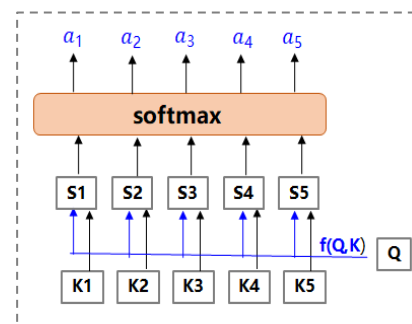 a1 a2 a3 a4 a5
softmax
S1 S2 S3 S4 S5
f(Q,K) Q
K1 K2 K3 K4 K5